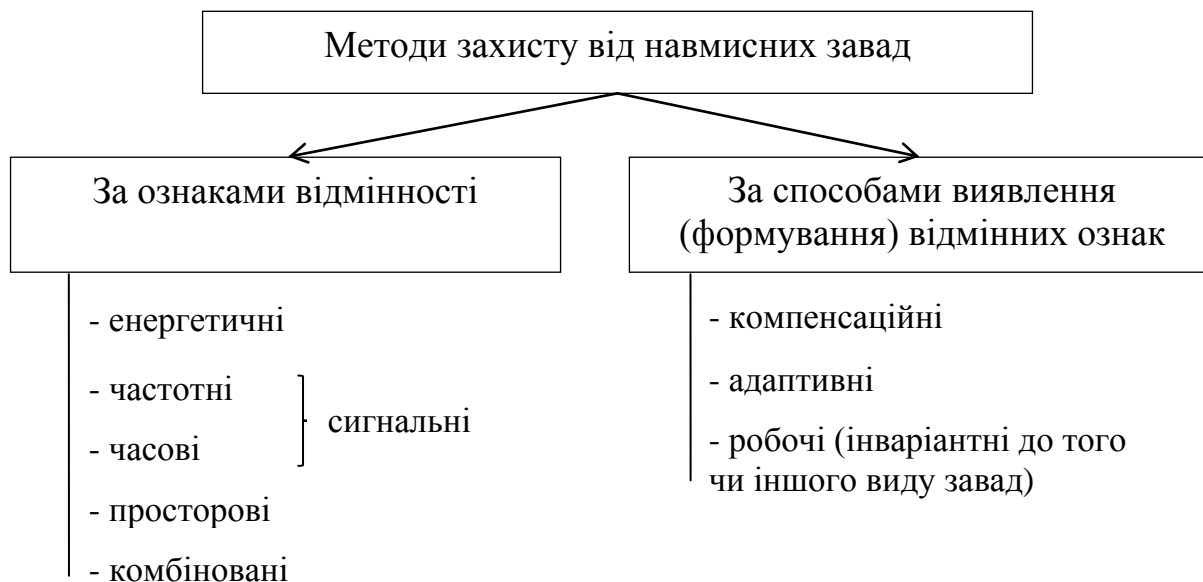 Методи захисту від навмисних завад
За ознаками відмінності
- енергетичні
- частотні
- часові
сигнальні
- просторові
- комбіновані
За способами виявлення
(формування) відмінних ознак
- компенсаційні
- адаптивні
- робочі (інваріантні до того
чи іншого виду завад)